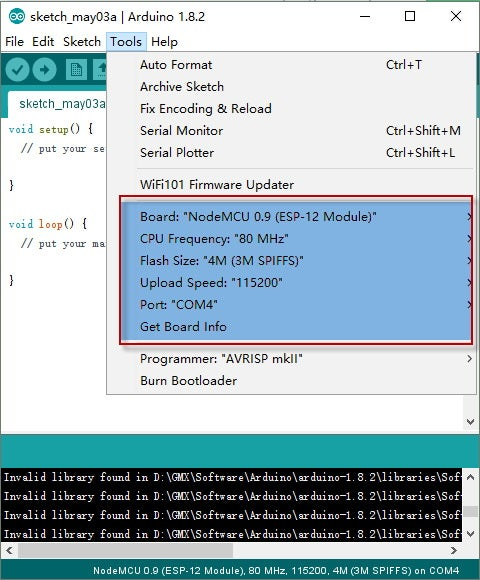 sketch_may03a | Arduino 1.8.2
File Edit Sketch Tools Help
Auto Format Ctrl+T
Archive Sketch
Fix Encoding & Reload
Serial Monitor Ctrl+Shift+M
Serial Plotter Ctrl+Shift+L
WiFi101 Firmware Updater
Board: "NodeMCU 0.9 (ESP-12 Module)"
CPU Frequency: "80 MHz"
Flash Size: "4M (3M SPIFFS)"
Upload Speed: "115200"
Port: "COM4"
Get Board Info
Programmer: "AVRISP mkII"
Burn Bootloader
sketch_may03a
void setup() {
// put your se
}
void loop() {
// put your ma
}
Invalid library found in D:\GMX\Software\Arduino\arduino-1.8.2\libraries\Sof
Invalid library found in D:\GMX\Software\Arduino\arduino-1.8.2\libraries\Sof
Invalid library found in D:\GMX\Software\Arduino\arduino-1.8.2\libraries\Sof
Invalid library found in D:\GMX\Software\Arduino\arduino-1.8.2\libraries\Sof
NodeMCU 0.9 (ESP-12 Module), 80 MHz, 115200, 4M (3M SPIFFS) on COM4